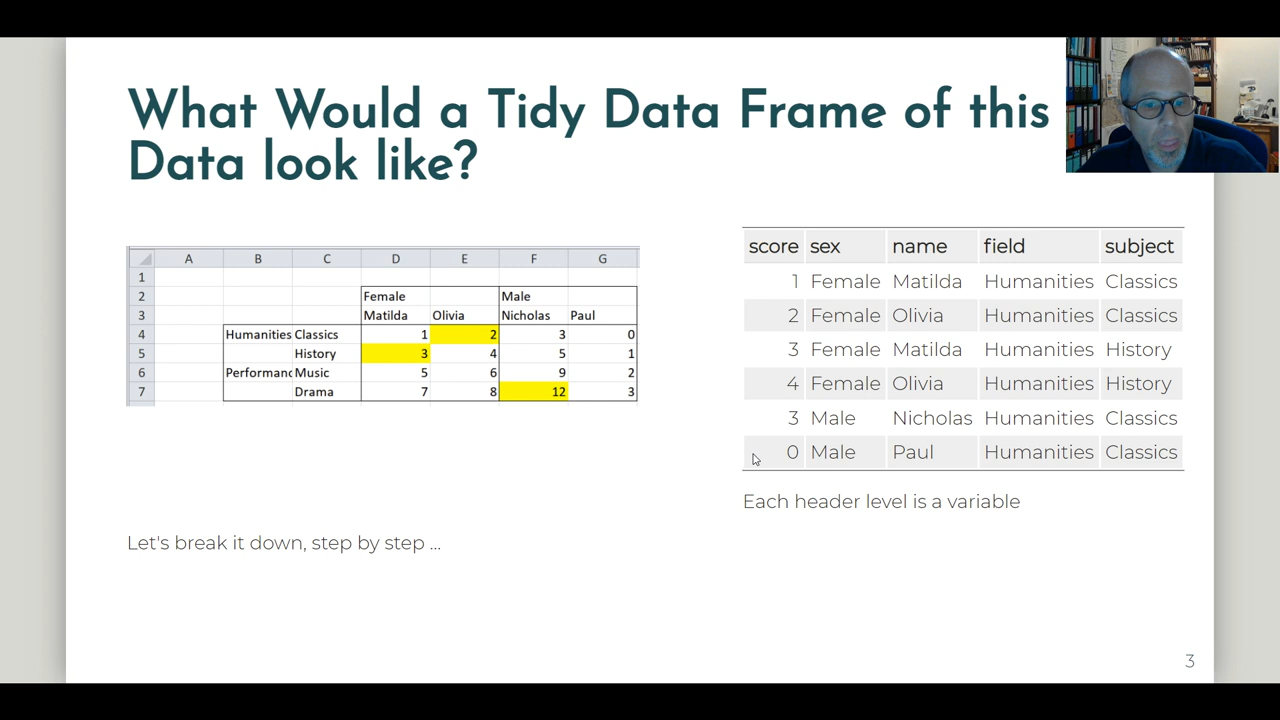 What Would a Tidy Data Frame of this
Data look like?
A B C D E F G
1
2 Female Male
3 Matilda Olivia Nicholas Paul
4 Humanities Classics 1 2 3 0
5 History 3 4 5 1
6 Performanc Music 5 6 9 2
7 Drama 7 8 12 3
score sex name field subject
1 Female Matilda Humanities Classics
2 Female Olivia Humanities Classics
3 Female Matilda Humanities History
4 Female Olivia Humanities History
3 Male Nicholas Humanities Classics
0 Male Paul Humanities Classics
Each header level is a variable
Let's break it down, step by step ...
3